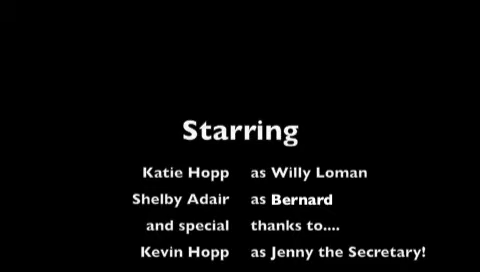 Starring
Katie Hopp as Willy Loman
Shelby Adair as Bernard
and special thanks to....
Kevin Hopp as Jenny the Secretary!